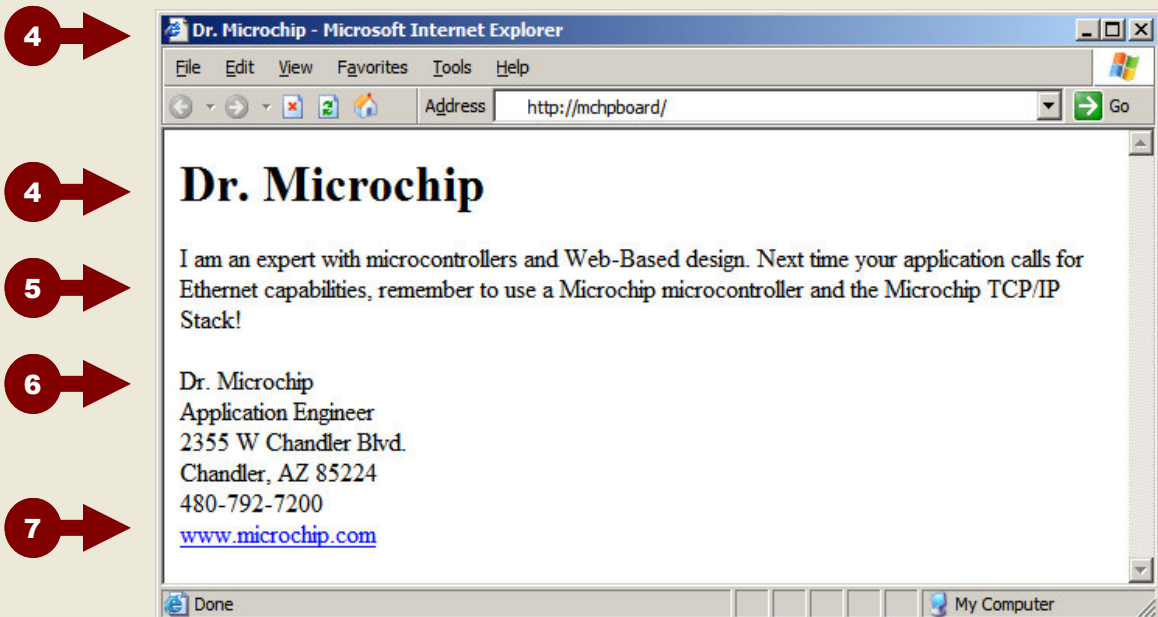 4
Dr. Microchip - Microsoft Internet Explorer
File Edit View Favorites Tools Help
Address http://mchpboard/ Go
4
Dr. Microchip
5
I am an expert with microcontrollers and Web-Based design. Next time your application calls for
Ethernet capabilities, remember to use a Microchip microcontroller and the Microchip TCP/IP
Stack!
6
Dr. Microchip
Application Engineer
2355 W Chandler Blvd.
Chandler, AZ 85224
480-792-7200
7
www.microchip.com
Done My Computer